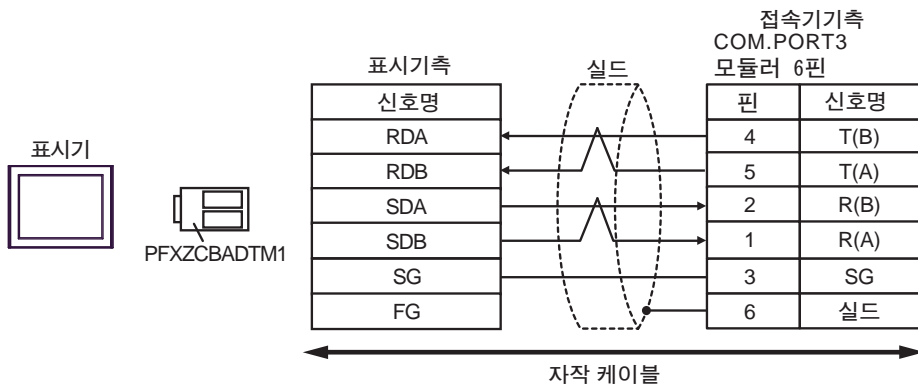 접속기기측
COM.PORT3
표시기측 실드 모듈러 6핀
신호명 핀 신호명
RDA 4 T(B)
RDB 5 T(A)
SDA 2 R(B)
SDB 1 R(A)
SG 3 SG
FG 6 실드
표시기
PFXZCBADTM1
자작 케이블